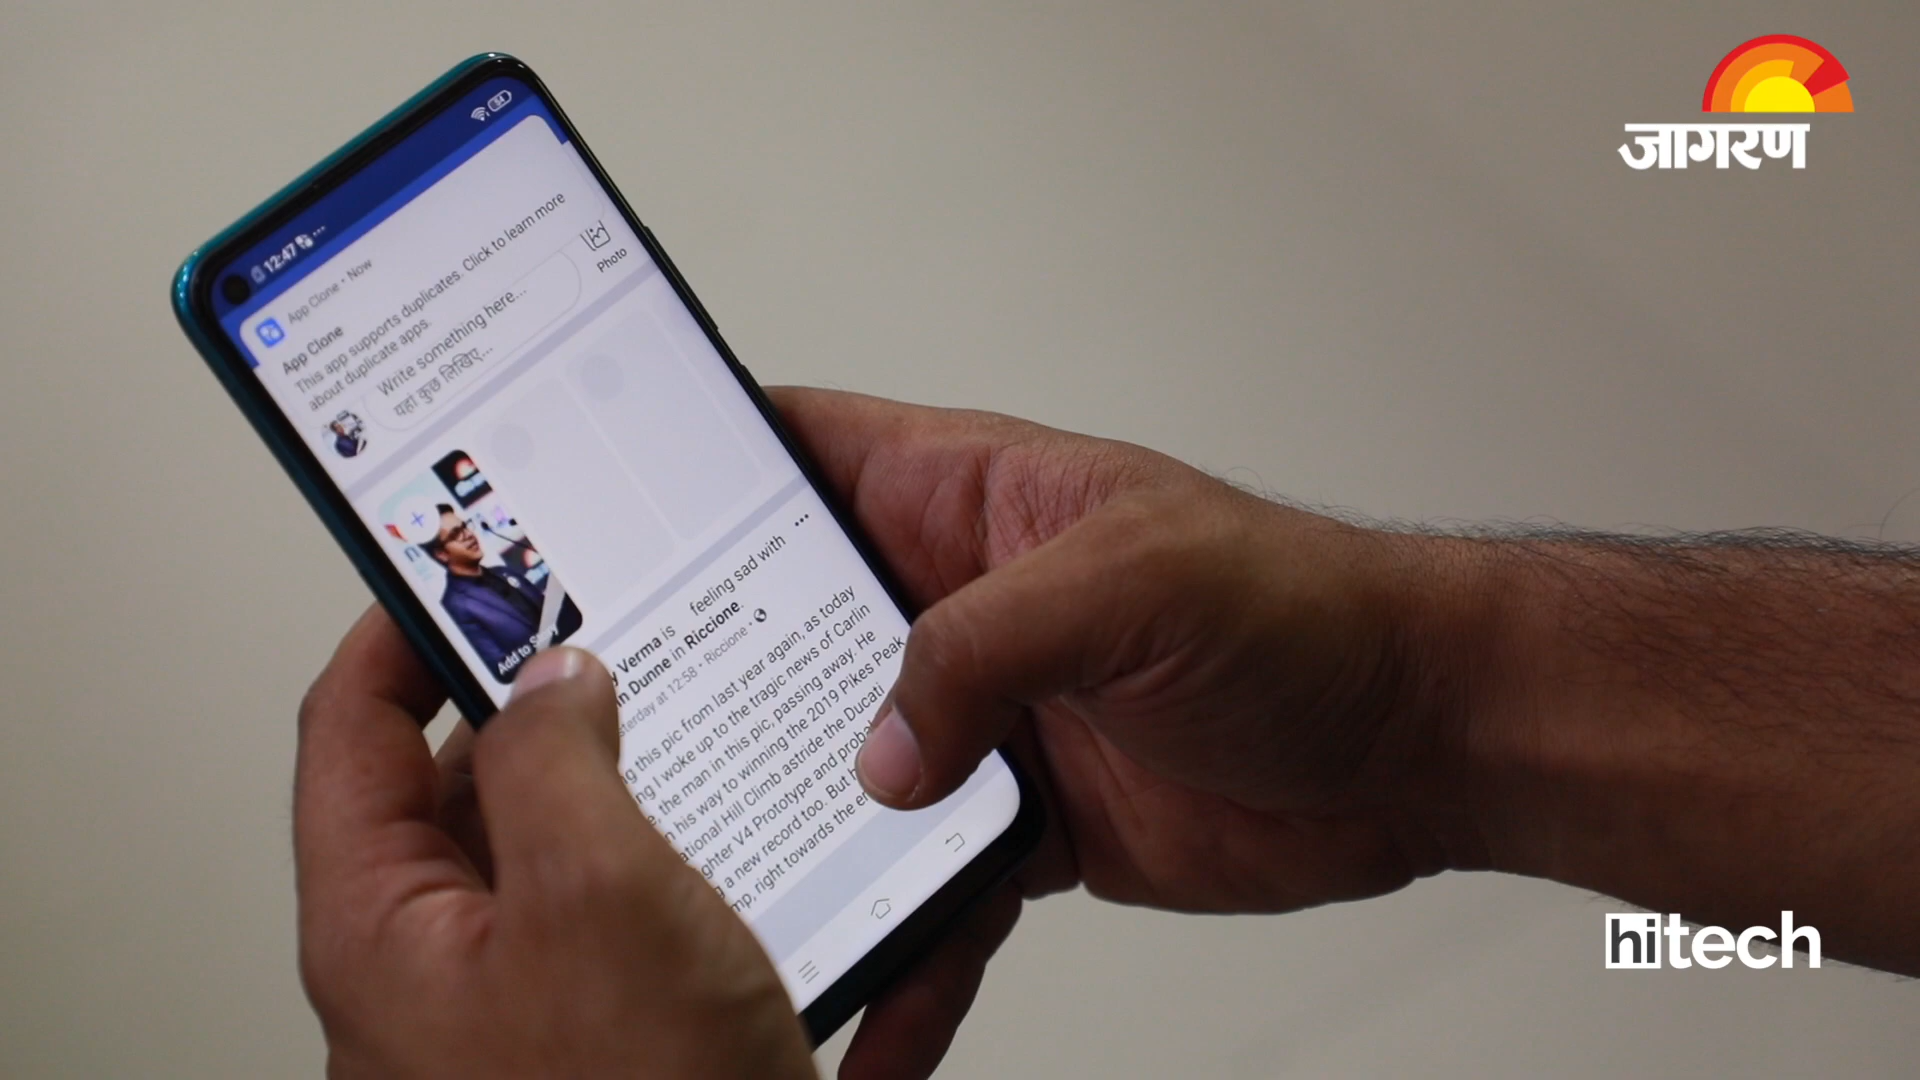 जागरण
12:47
54
App Clone • Now
App Clone
This app supports duplicates. Click to learn more
about duplicate apps.
Write something here...
यहां कुछ लिखिए...
Photo
Add to
Verma is feeling sad with
Dunne in Riccione.
at 12:58 • Riccione •
this pic from last year again, as today
I woke up to the tragic news of Carlin
the man in this pic, passing away. He
his way to winning the 2019 Pikes Peak
Hill Climb astride the Ducati
V4 Prototype and
a new record too. But
right towards the
hitech